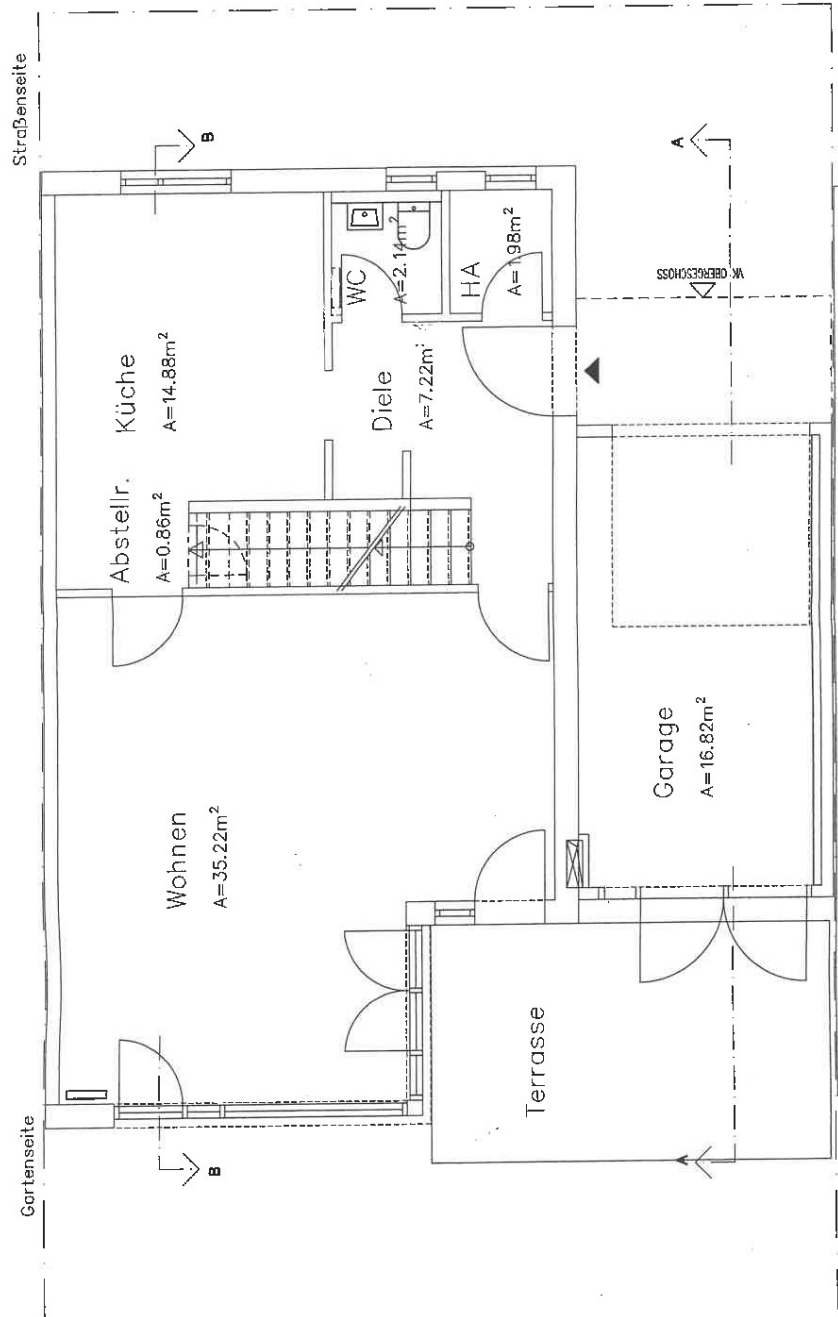 Straßenseite
Gartenseite
B
B
A
Küche
A=14.88m²
Abstellr.
A=0.86m²
WC
A=2.14m²
HA
A=1.98m²
Diele
A=7.22m²
VK OBERGESCHOSS
Wohnen
A=35.22m²
Garage
A=16.82m²
Terrasse